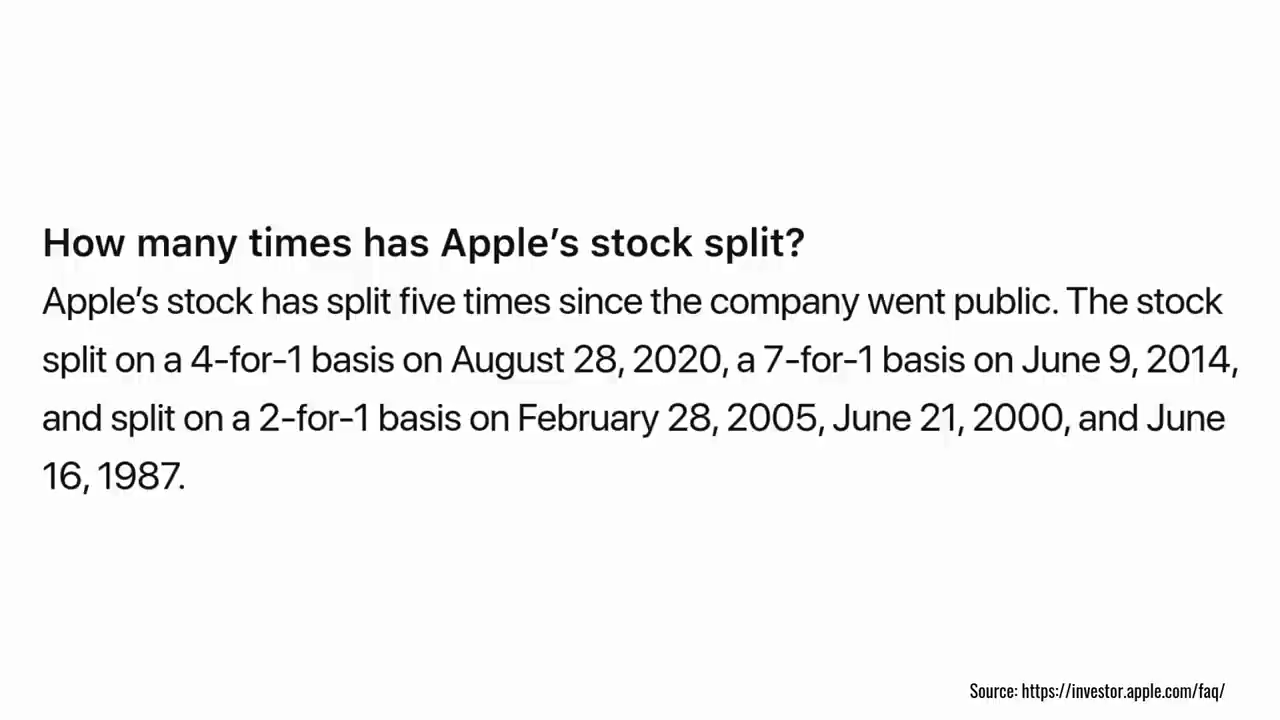 How many times has Apple’s stock split?
Apple’s stock has split five times since the company went public. The stock
split on a 4-for-1 basis on August 28, 2020, a 7-for-1 basis on June 9, 2014,
and split on a 2-for-1 basis on February 28, 2005, June 21, 2000, and June
16, 1987.
Source: https://investor.apple.com/faq/